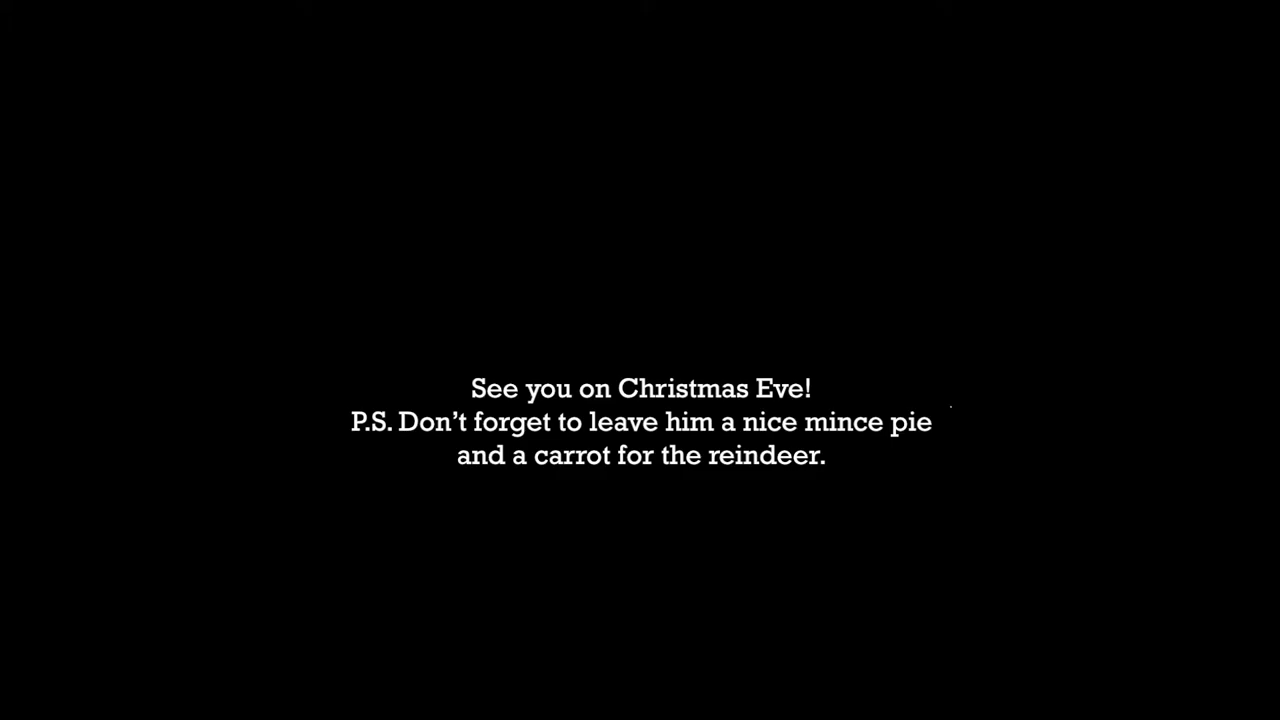 See you on Christmas Eve!
P.S. Don’t forget to leave him a nice mince pie
and a carrot for the reindeer.